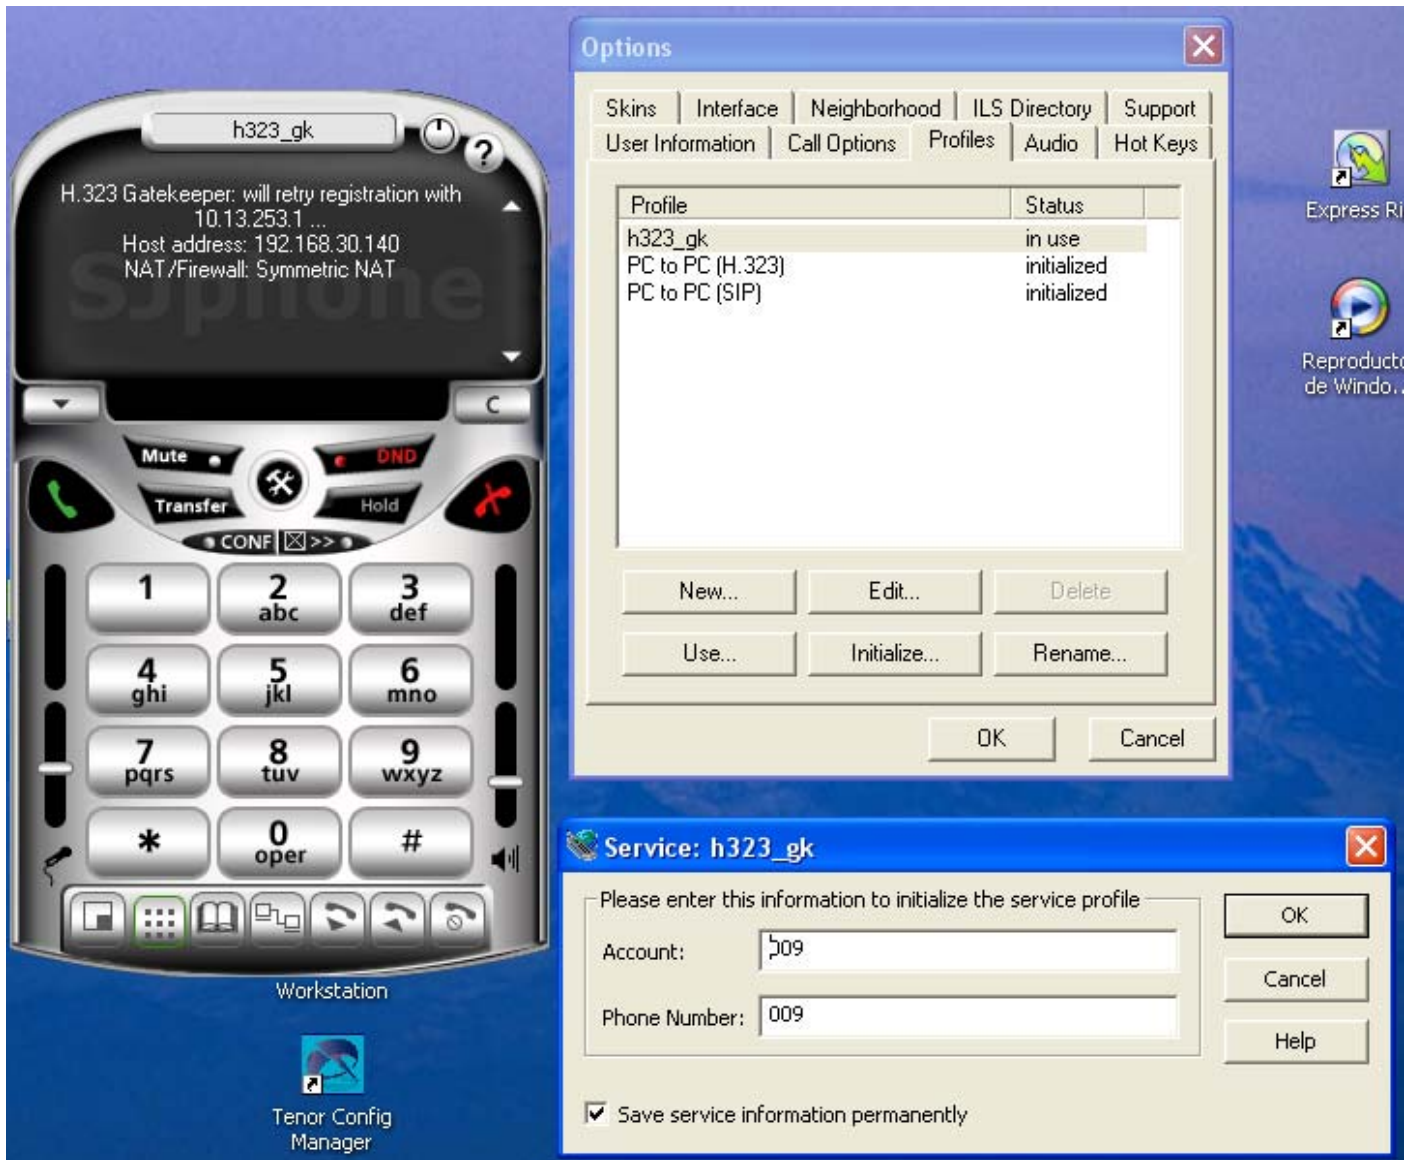 h323_gk
?
H.323 Gatekeeper: will retry registration with
10.13.253.1 ...
Host address: 192.168.30.140
NAT/Firewall: Symmetric NAT
SJphone
C
Mute
DND
Transfer
Hold
CONF >>
1
2
abc
3
def
4
ghi
5
jkl
6
mno
7
pqrs
8
tuv
9
wxyz
*
0
oper
#
Workstation
Tenor Config
Manager
Options
Skins Interface Neighborhood ILS Directory Support
User Information Call Options Profiles Audio Hot Keys
Profile Status
h323_gk in use
PC to PC (H.323) initialized
PC to PC (SIP) initialized
New... Edit... Delete
Use... Initialize... Rename...
OK Cancel
Express Ri
Reproducto
de Windo...
Service: h323_gk
Please enter this information to initialize the service profile
Account: 009
Phone Number: 009
Save service information permanently
OK
Cancel
Help